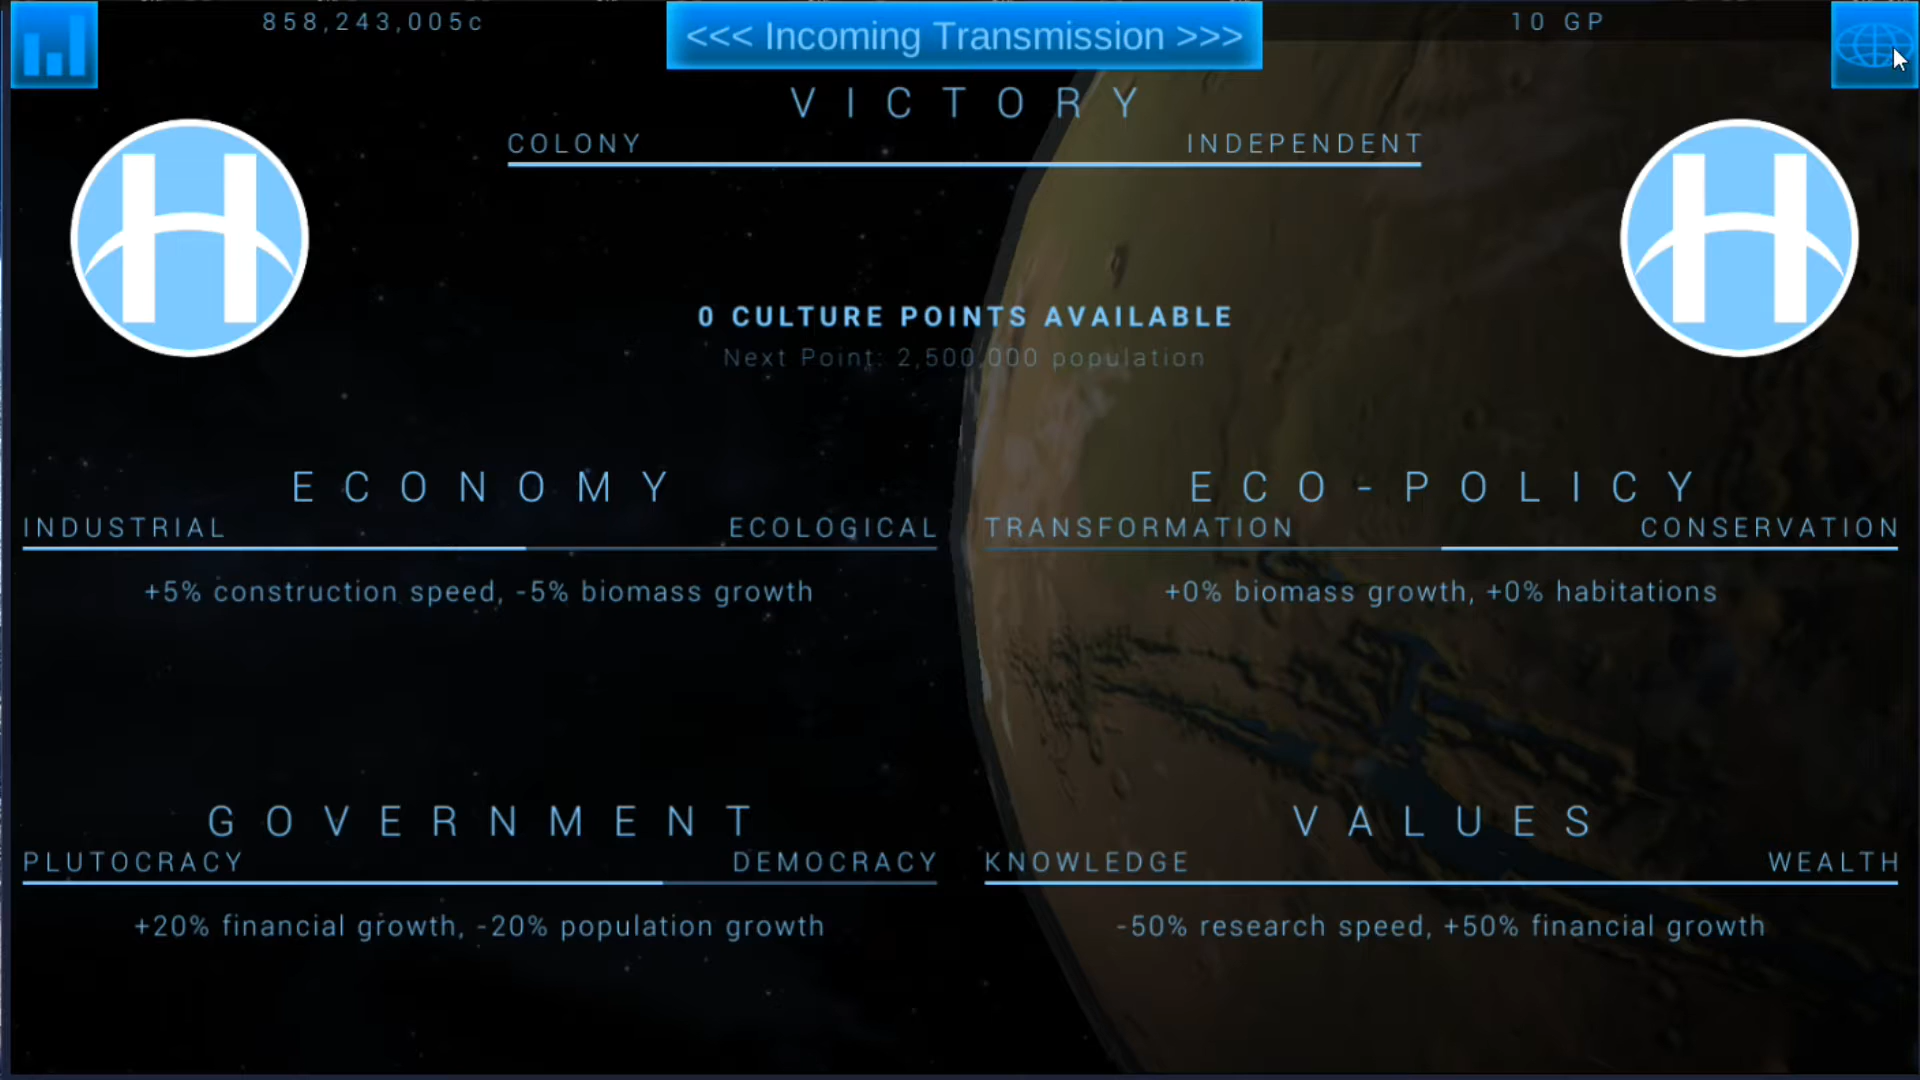 858,243,005c
<<< Incoming Transmission >>>
10 GP
VICTORY
COLONY
INDEPENDENT
H
H
0 CULTURE POINTS AVAILABLE
Next Point: 2,500,000 population
ECONOMY
INDUSTRIAL
ECOLOGICAL
+5% construction speed, -5% biomass growth
ECO-POLICY
TRANSFORMATION
CONSERVATION
+0% biomass growth, +0% habitations
GOVERNMENT
PLUTOCRACY
DEMOCRACY
+20% financial growth, -20% population growth
VALUES
KNOWLEDGE
WEALTH
-50% research speed, +50% financial growth